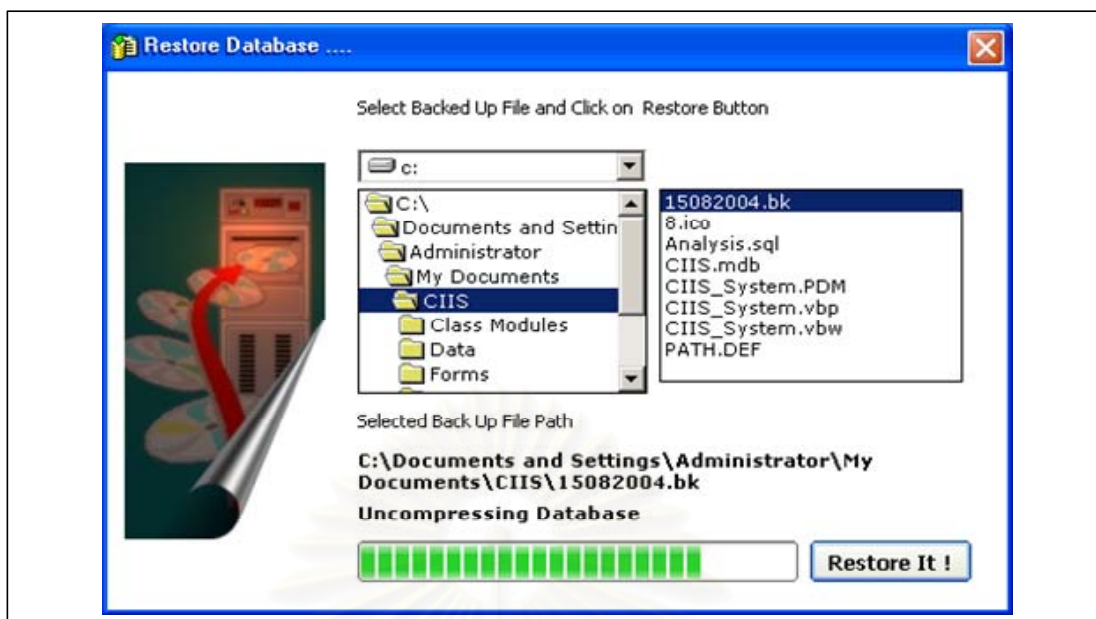 Restore Database ....
Select Backed Up File and Click on Restore Button
c:
C:\
Documents and Settin
Administrator
My Documents
CIIS
Class Modules
Data
Forms
15082004.bk
8.ico
Analysis.sql
CIIS.mdb
CIIS_System.PDM
CIIS_System.vbp
CIIS_System.vbw
PATH.DEF
Selected Back Up File Path
C:\Documents and Settings\Administrator\My
Documents\CIIS\15082004.bk
Uncompressing Database
Restore It !